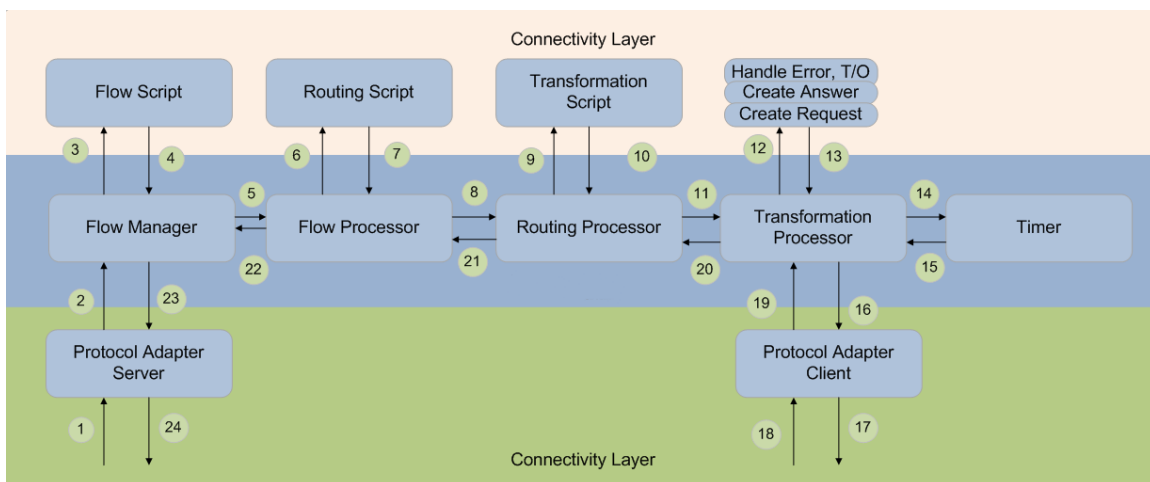 Connectivity Layer
Flow Script
Routing Script
Transformation
Script
Handle Error, T/O
Create Answer
Create Request
3
4
6
7
9
10
12
13
Flow Manager
5
22
Flow Processor
8
21
Routing Processor
11
20
Transformation
Processor
14
15
Timer
2
23
19
16
Protocol Adapter
Server
Protocol Adapter
Client
1
24
18
17
Connectivity Layer